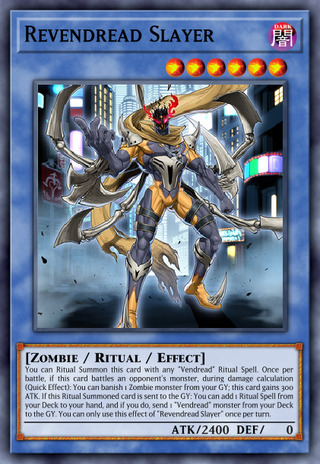 Revendread Slayer
DARK
闇
[Zombie / Ritual / Effect]
You can Ritual Summon this card with any "Vendread" Ritual Spell. Once per
battle, if this card battles an opponent's monster, during damage calculation
(Quick Effect): You can banish 1 Zombie monster from your GY; this card gains 300
ATK. If this Ritual Summoned card is sent to the GY: You can add 1 Ritual Spell from
your Deck to your hand, and if you do, send 1 "Vendread" monster from your Deck
to the GY. You can only use this effect of "Revendread Slayer" once per turn.
ATK/2400 DEF/ 0